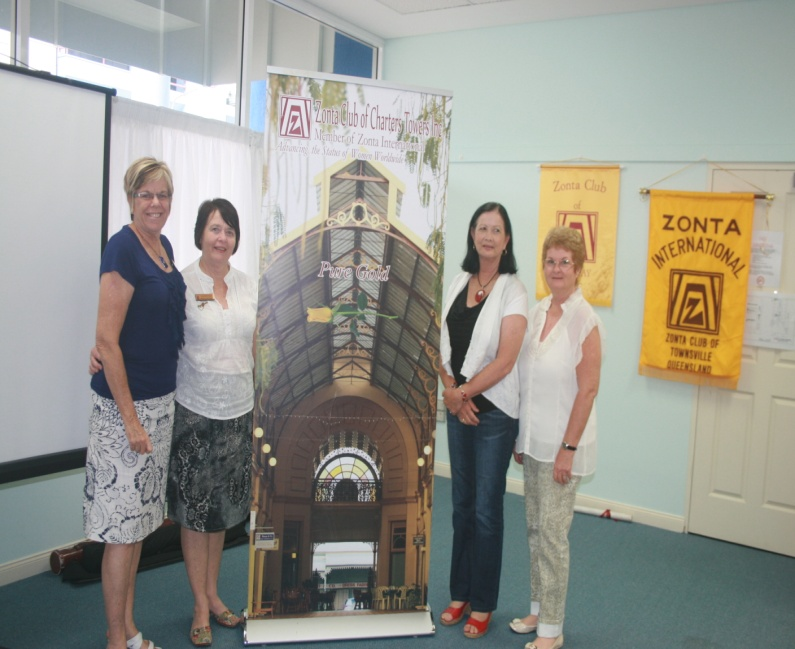 Zonta Club of Charters Towers Inc
Member of Zonta International
Advancing the Status of Women Worldwide
Pure Gold
Zonta Club
of
ZONTA
INTERNATIONAL
ZONTA CLUB OF
TOWNSVILLE
QUEENSLAND